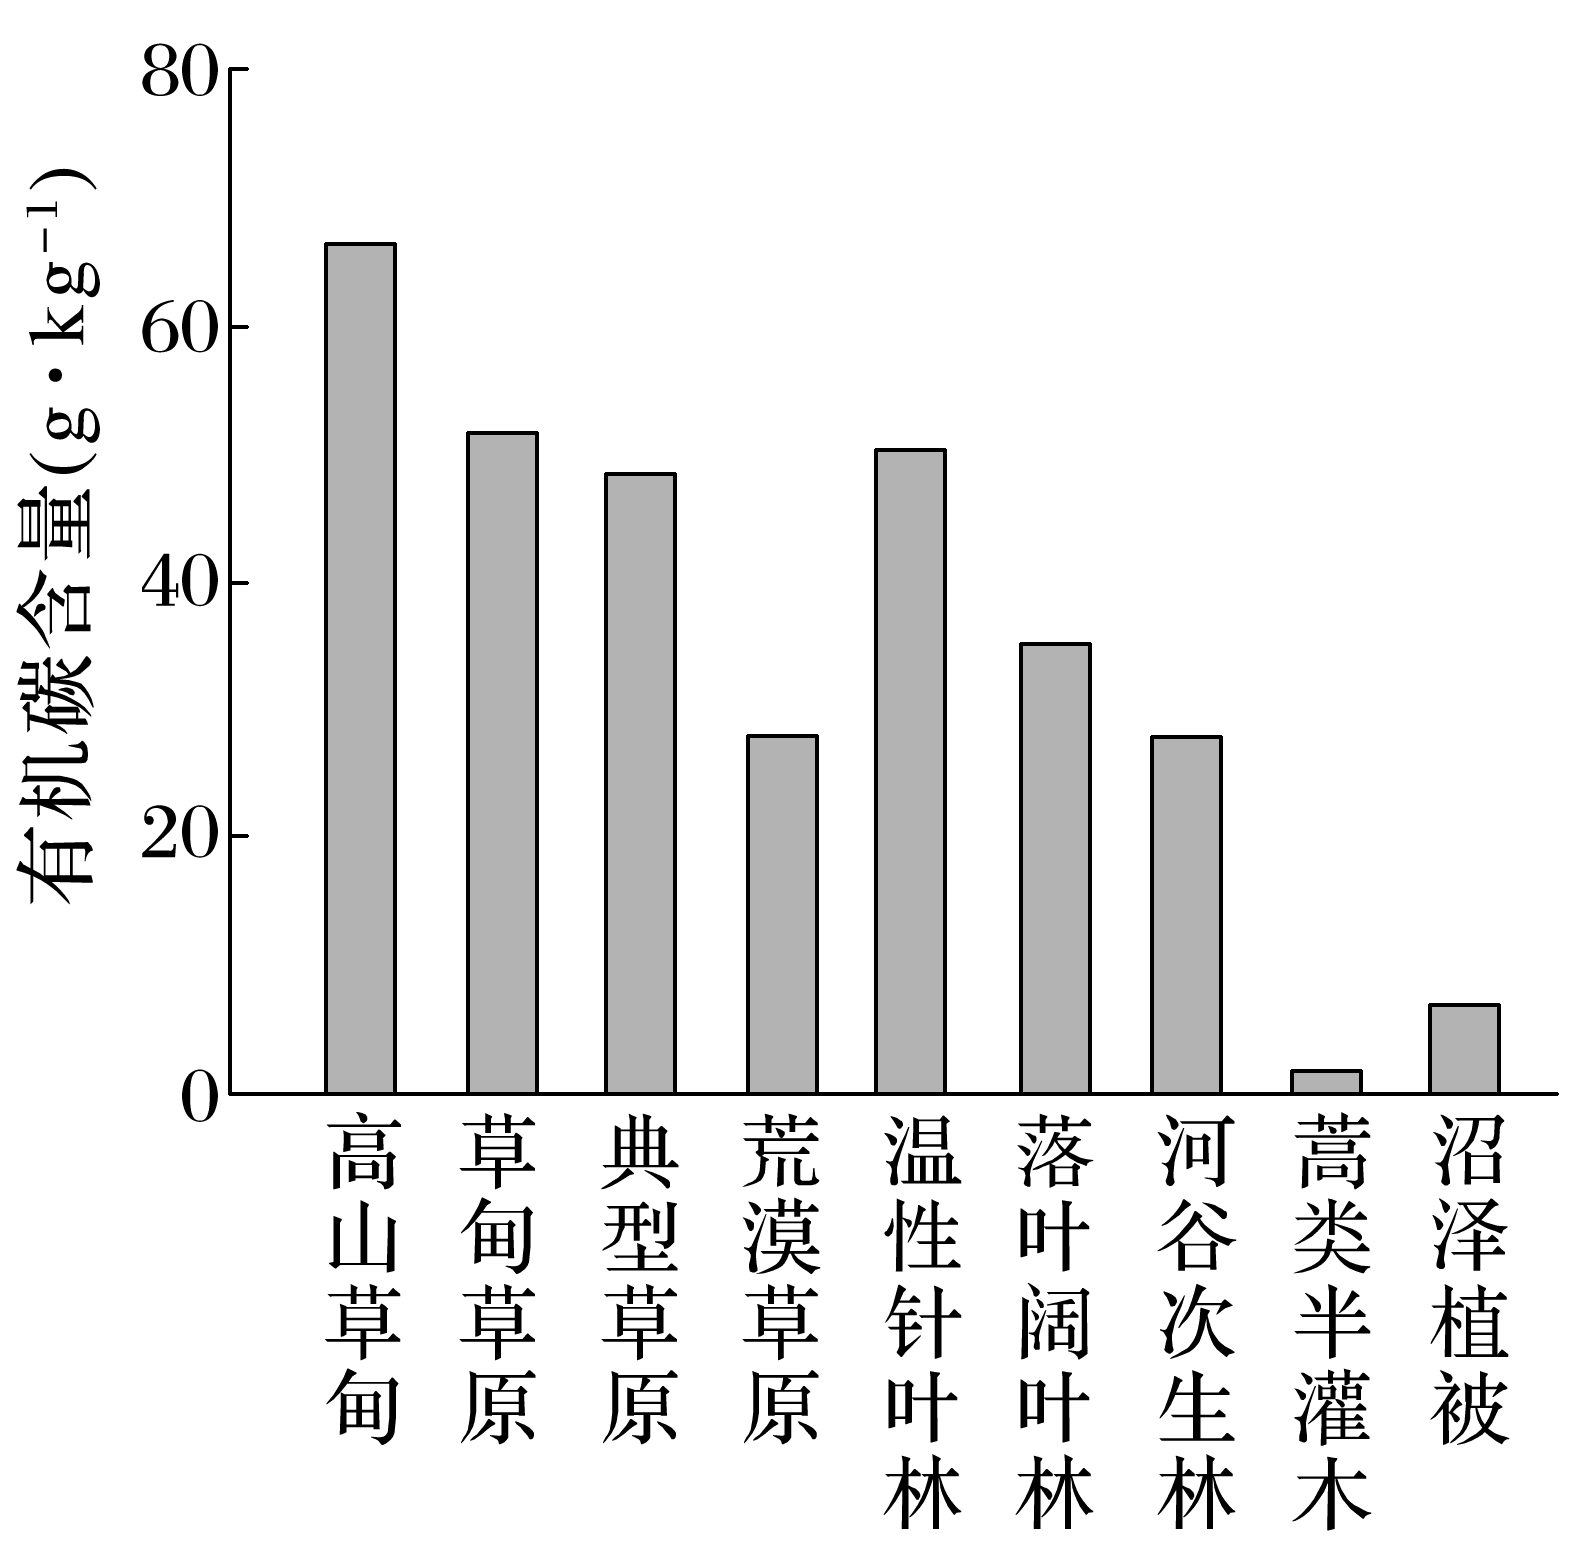 有机碳含量(g·kg⁻¹)
80
60
40
20
0
高山草甸
草甸草原
典型草原
荒漠草原
温性针叶林
落叶阔叶林
河谷次生林
蒿类半灌木
沼泽植被